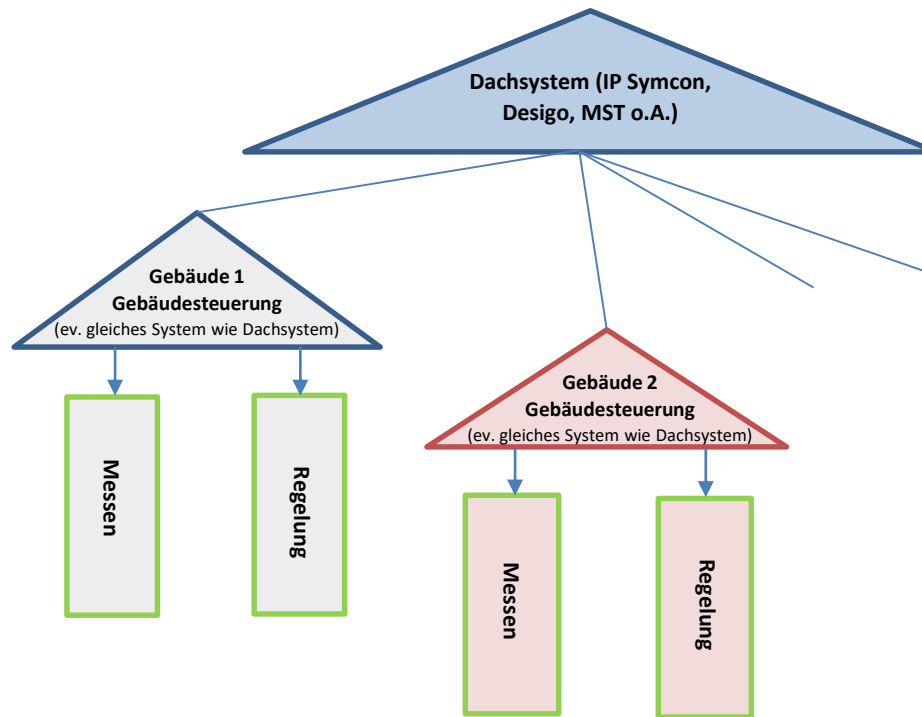 Dachsystem (IP Symcon,
Desigo, MST o.A.)
Gebäude 1
Gebäudesteuerung
(ev. gleiches System wie Dachsystem)
Messen
Regelung
Gebäude 2
Gebäudesteuerung
(ev. gleiches System wie Dachsystem)
Messen
Regelung